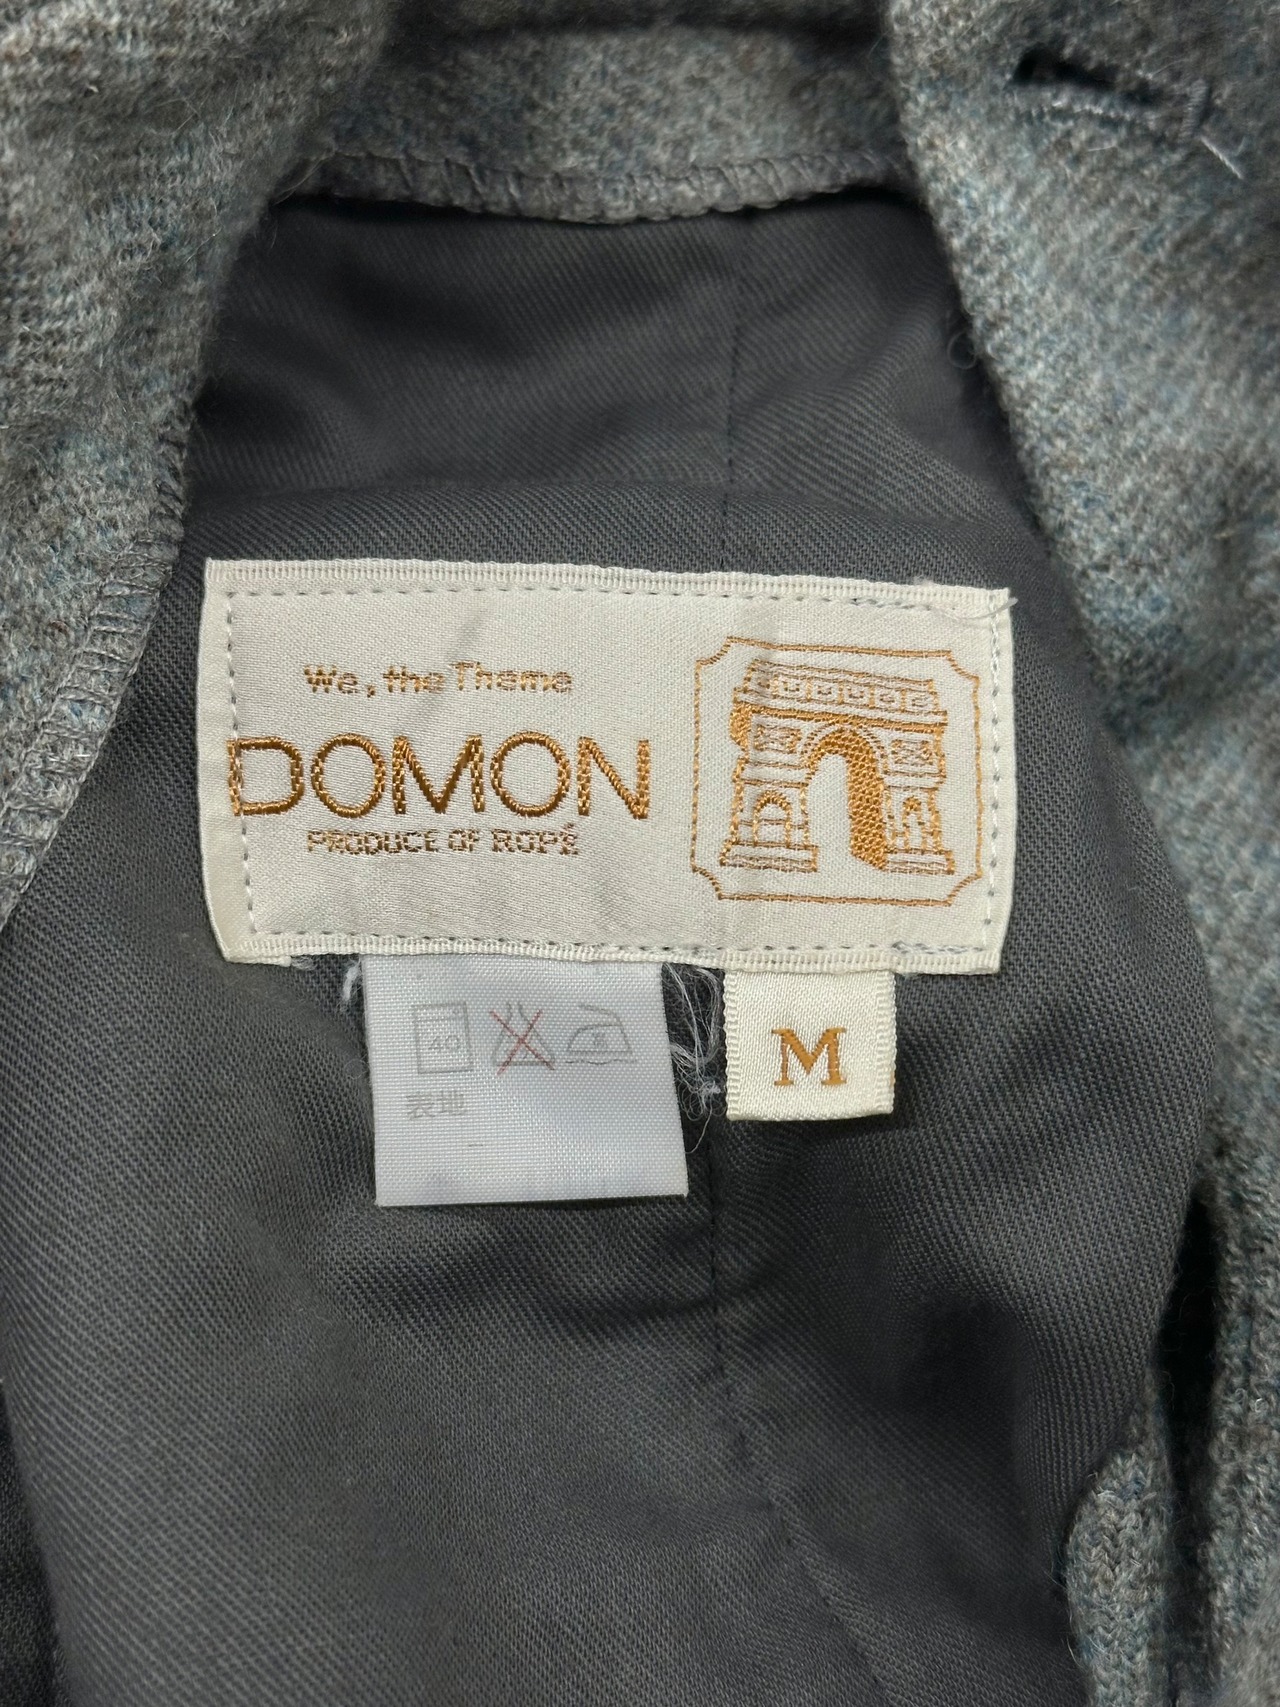 We, the Theme
DOMON
PRODUCE OF ROPÉ
40
M
表地